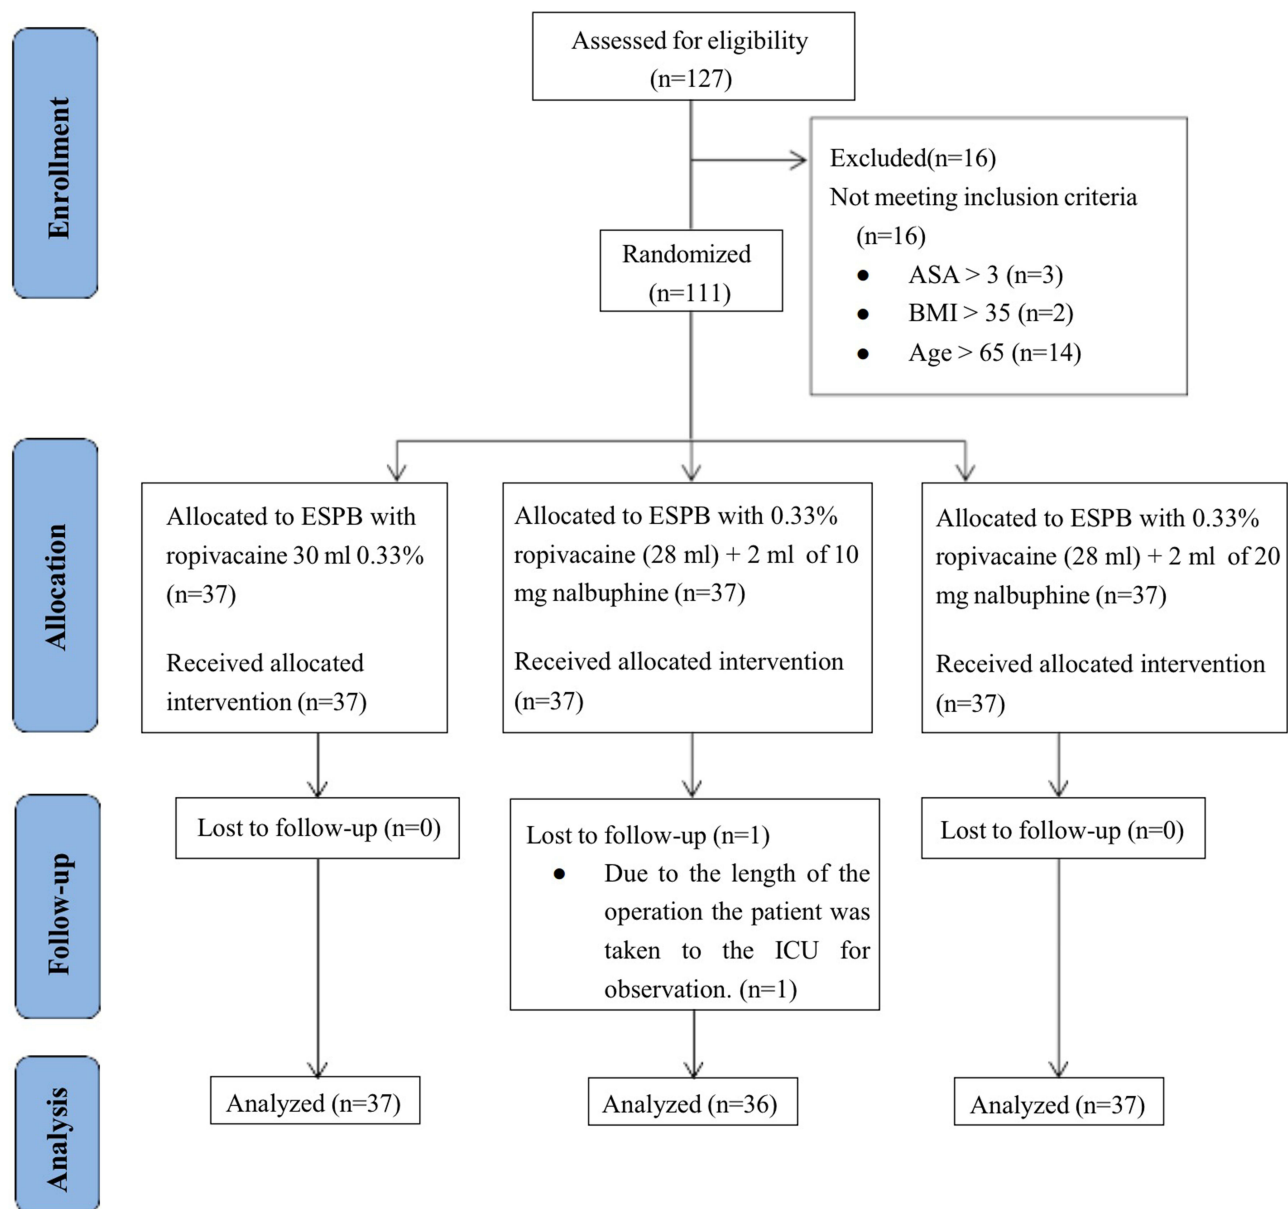 Enrollment
Assessed for eligibility
(n=127)
Excluded(n=16)
Not meeting inclusion criteria
(n=16)
● ASA > 3 (n=3)
● BMI > 35 (n=2)
● Age > 65 (n=14)
Randomized
(n=111)
Allocation
Allocated to ESPB with
ropivacaine 30 ml 0.33%
(n=37)
Received allocated
intervention (n=37)
Allocated to ESPB with 0.33%
ropivacaine (28 ml) + 2 ml of 10
mg nalbuphine (n=37)
Received allocated intervention
(n=37)
Allocated to ESPB with 0.33%
ropivacaine (28 ml) + 2 ml of 20
mg nalbuphine (n=37)
Received allocated intervention
(n=37)
Follow-up
Lost to follow-up (n=0)
Lost to follow-up (n=1)
● Due to the length of the
operation the patient was
taken to the ICU for
observation. (n=1)
Lost to follow-up (n=0)
Analysis
Analyzed (n=37)
Analyzed (n=36)
Analyzed (n=37)